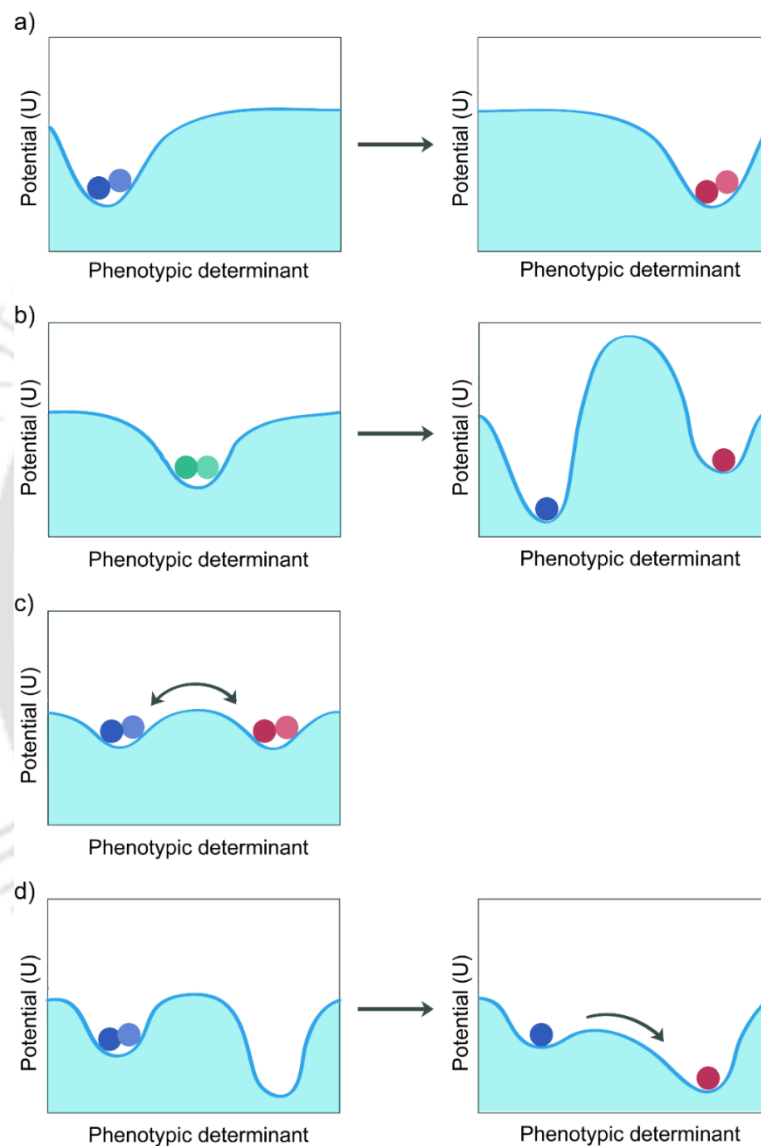 a)
Potential (U)
Phenotypic determinant
Potential (U)
Phenotypic determinant
b)
Potential (U)
Phenotypic determinant
Potential (U)
Phenotypic determinant
c)
Potential (U)
Phenotypic determinant
d)
Potential (U)
Phenotypic determinant
Potential (U)
Phenotypic determinant